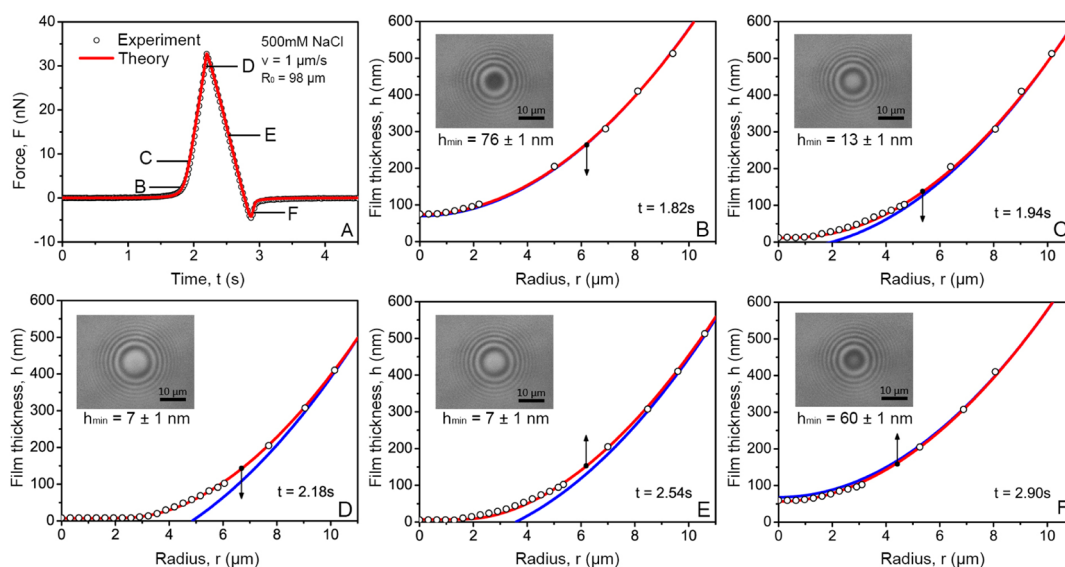 40
30
20
10
0
-10
Force, F (nN)
Experiment
Theory
500mM NaCl
v = 1 µm/s
R₀ = 98 µm
B
C
D
E
F
A
0 1 2 3 4
Time, t (s)
600
500
400
300
200
100
0
Film thickness, h (nm)
10 µm
hmin = 76 ± 1 nm
t = 1.82s
B
0 2 4 6 8 10
Radius, r (µm)
600
500
400
300
200
100
0
Film thickness, h (nm)
10 µm
hmin = 13 ± 1 nm
t = 1.94s
C
0 2 4 6 8 10
Radius, r (µm)
600
500
400
300
200
100
0
Film thickness, h (nm)
10 µm
hmin = 7 ± 1 nm
t = 2.18s
D
0 2 4 6 8 10
Radius, r (µm)
600
500
400
300
200
100
0
Film thickness, h (nm)
10 µm
hmin = 7 ± 1 nm
t = 2.54s
E
0 2 4 6 8 10
Radius, r (µm)
600
500
400
300
200
100
0
Film thickness, h (nm)
10 µm
hmin = 60 ± 1 nm
t = 2.90s
F
0 2 4 6 8 10
Radius, r (µm)